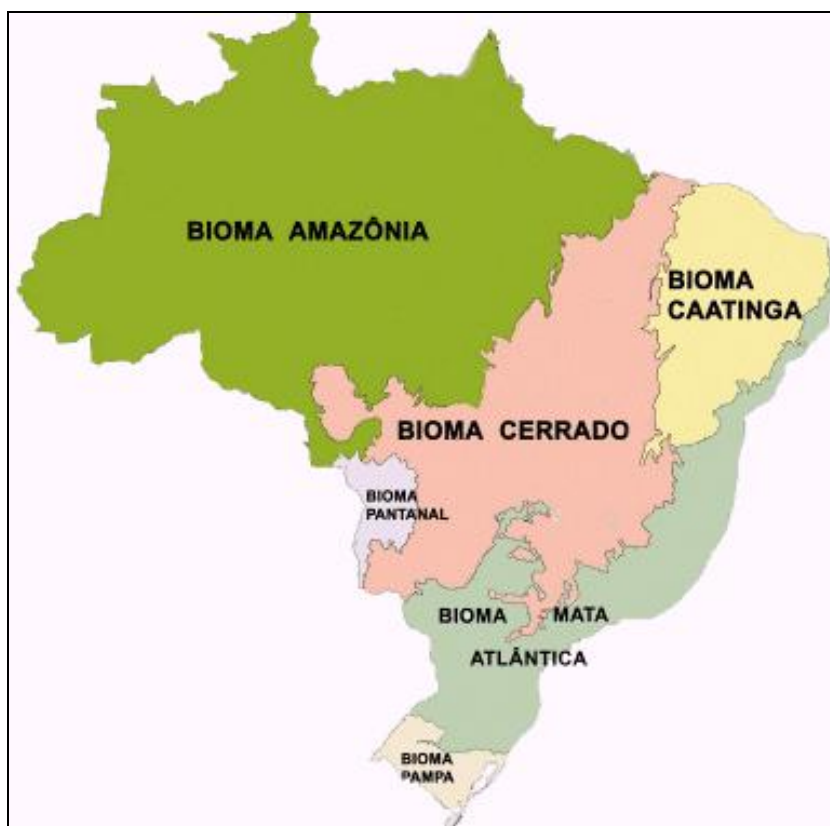 BIOMA AMAZÔNIA
BIOMA
CAATINGA
BIOMA CERRADO
BIOMA
PANTANAL
BIOMA MATA
ATLÂNTICA
BIOMA
PAMPA